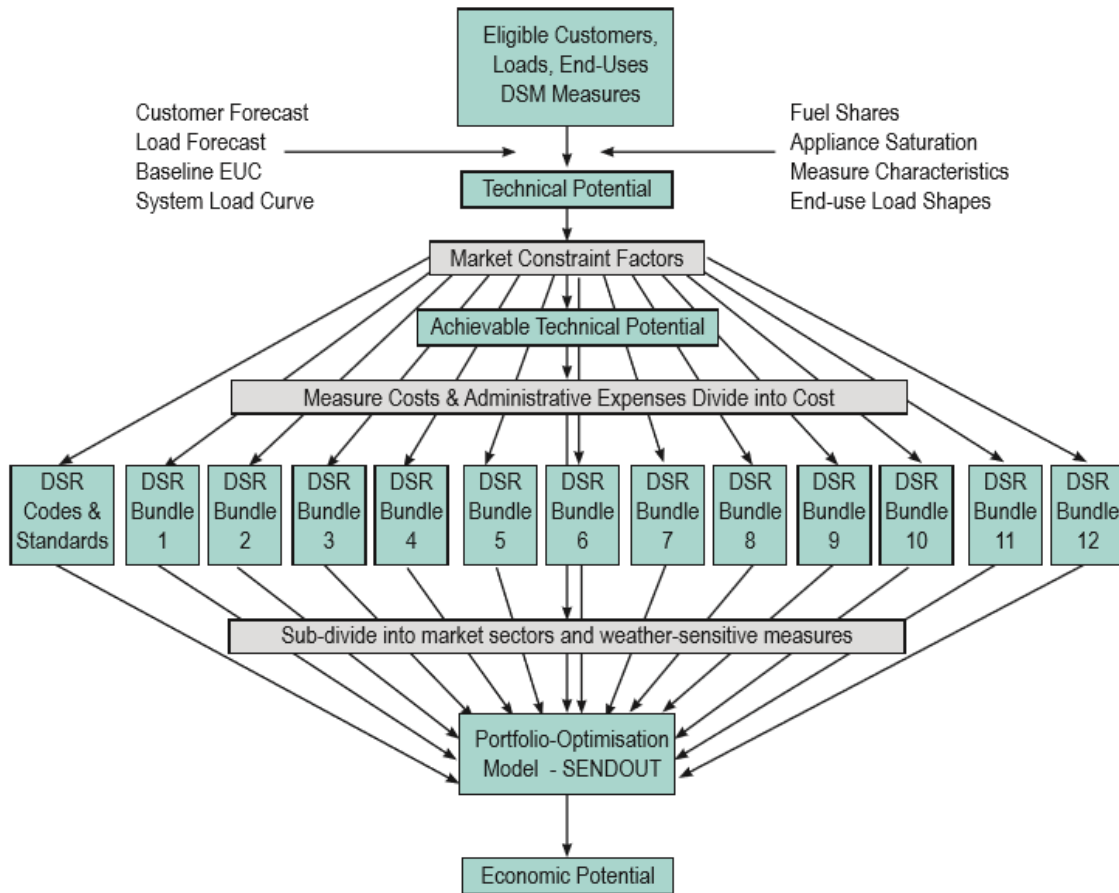 Eligible Customers,
Loads, End-Uses
DSM Measures
Customer Forecast
Load Forecast
Baseline EUC
System Load Curve
Fuel Shares
Appliance Saturation
Measure Characteristics
End-use Load Shapes
Technical Potential
Market Constraint Factors
Achievable Technical Potential
Measure Costs & Administrative Expenses Divide into Cost
DSR
Codes &
Standards
DSR
Bundle
1
DSR
Bundle
2
DSR
Bundle
3
DSR
Bundle
4
DSR
Bundle
5
DSR
Bundle
6
DSR
Bundle
7
DSR
Bundle
8
DSR
Bundle
9
DSR
Bundle
10
DSR
Bundle
11
DSR
Bundle
12
Sub-divide into market sectors and weather-sensitive measures
Portfolio-Optimisation
Model - SENDOUT
Economic Potential